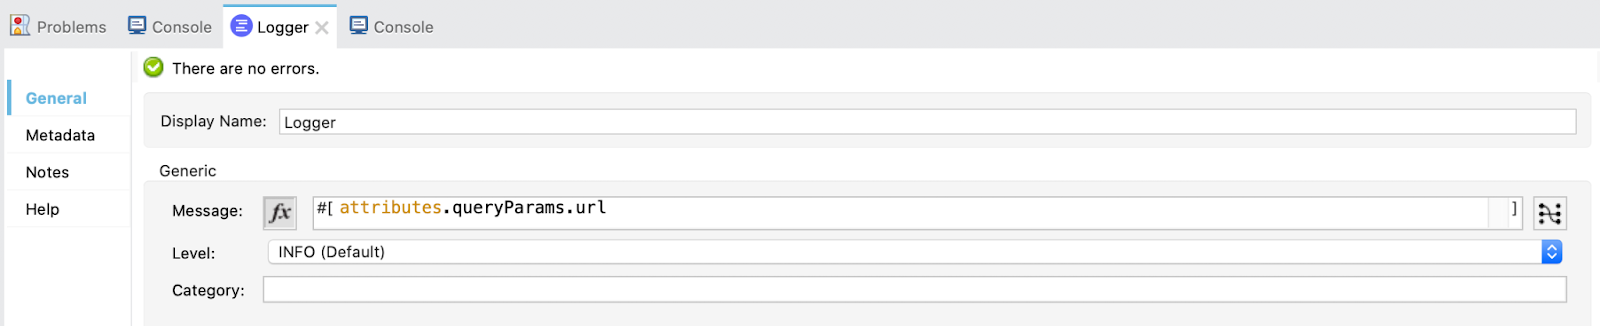 Problems Console Logger Console
There are no errors.
General
Metadata
Notes
Help
Display Name: Logger
Generic
Message: fx #[ attributes.queryParams.url ]
Level: INFO (Default)
Category: